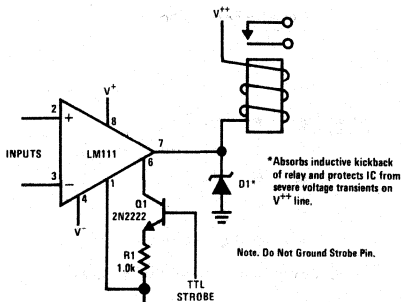 V++
2
+
V+
8
INPUTS
LM111
7
6
3
–
1
4
V–
Q1
2N2222
D1*
R1
1.0k
TTL
STROBE
*Absorbs inductive kickback
of relay and protects IC from
severe voltage transients on
V++ line.
Note. Do Not Ground Strobe Pin.